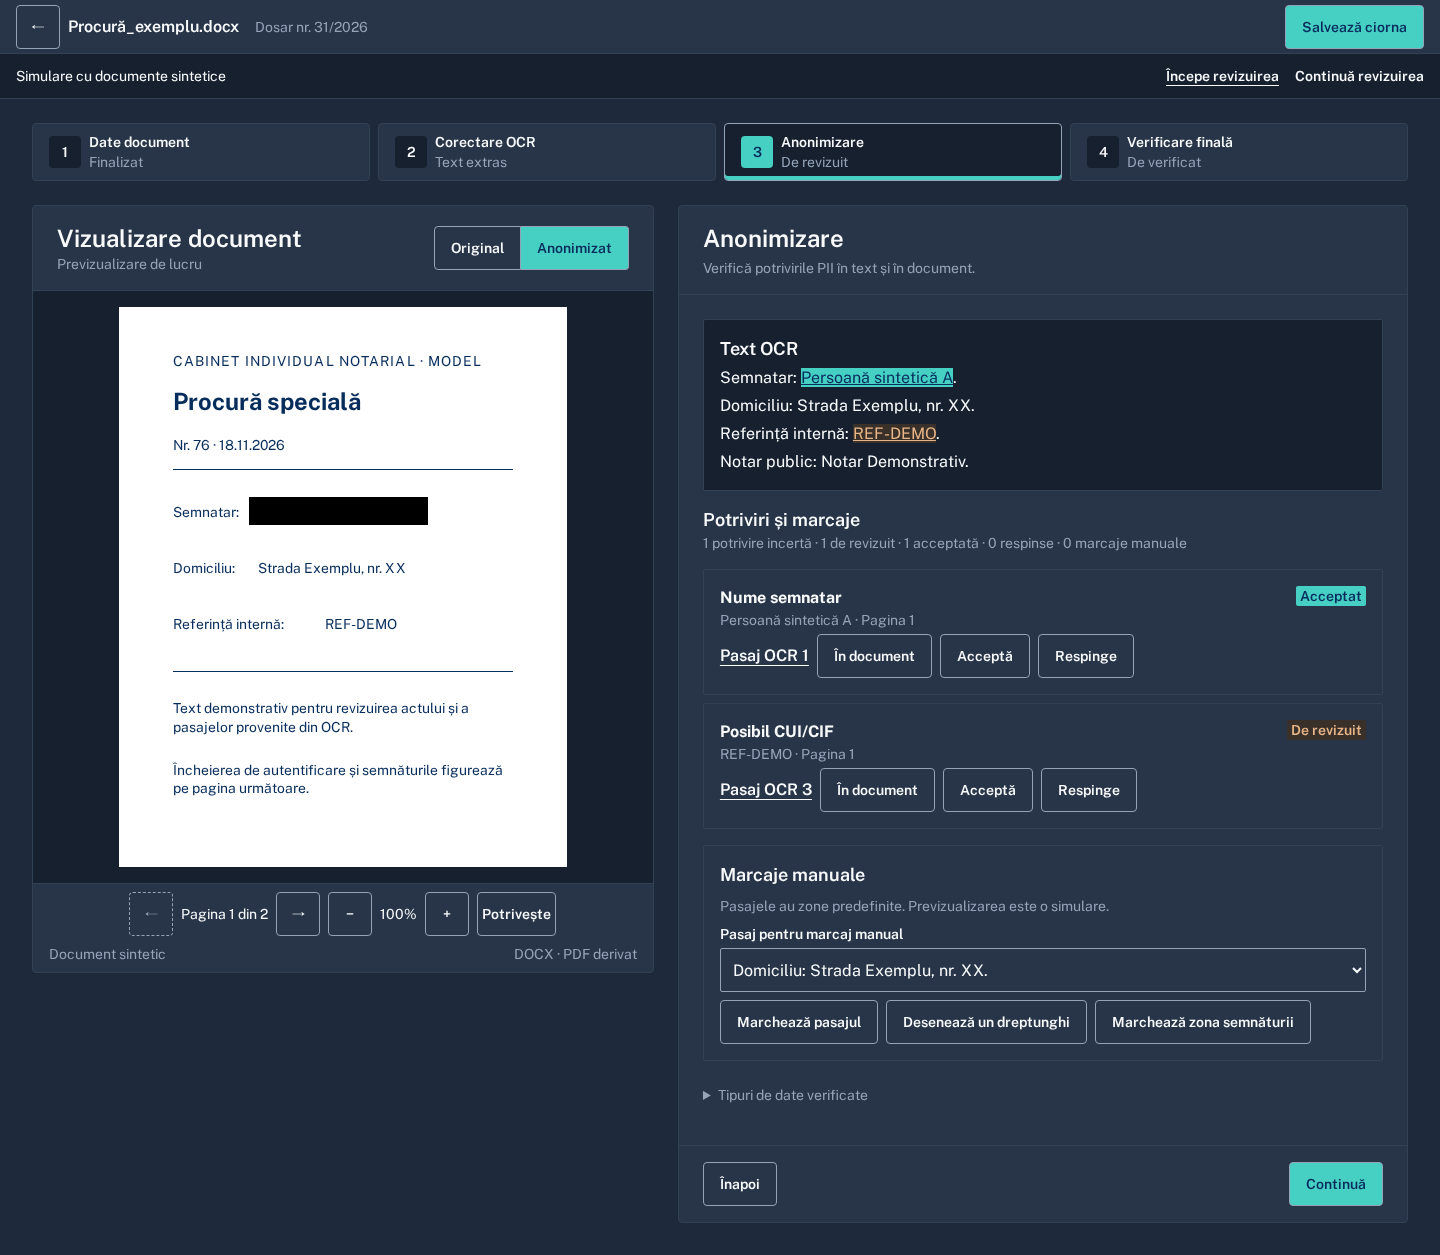 ←
Procură_exemplu.docx
Dosar nr. 31/2026
Salvează ciorna
Simulare cu documente sintetice
Începe revizuirea
Continuă revizuirea
1
Date document
Finalizat
2
Corectare OCR
Text extras
3
Anonimizare
De revizuit
4
Verificare finală
De verificat
Vizualizare document
Previzualizare de lucru
Original
Anonimizat
CABINET INDIVIDUAL NOTARIAL · MODEL
Procură specială
Nr. 76 · 18.11.2026
Semnatar:
Domiciliu: Strada Exemplu, nr. XX
Referință internă: REF-DEMO
Text demonstrativ pentru revizuirea actului și a
pasajelor provenite din OCR.
Încheierea de autentificare și semnăturile figurează
pe pagina următoare.
← Pagina 1 din 2 → − 100% + Potrivește
Document sintetic
DOCX · PDF derivat
Anonimizare
Verifică potrivirile PII în text și în document.
Text OCR
Semnatar: Persoană sintetică A.
Domiciliu: Strada Exemplu, nr. XX.
Referință internă: REF-DEMO.
Notar public: Notar Demonstrativ.
Potriviri și marcaje
1 potrivire incertă · 1 de revizuit · 1 acceptată · 0 respinse · 0 marcaje manuale
Nume semnatar
Acceptat
Persoană sintetică A · Pagina 1
Pasaj OCR 1
În document
Acceptă
Respinge
Posibil CUI/CIF
De revizuit
REF-DEMO · Pagina 1
Pasaj OCR 3
În document
Acceptă
Respinge
Marcaje manuale
Pasajele au zone predefinite. Previzualizarea este o simulare.
Pasaj pentru marcaj manual
Domiciliu: Strada Exemplu, nr. XX.
Marchează pasajul
Desenează un dreptunghi
Marchează zona semnăturii
▶ Tipuri de date verificate
Înapoi
Continuă